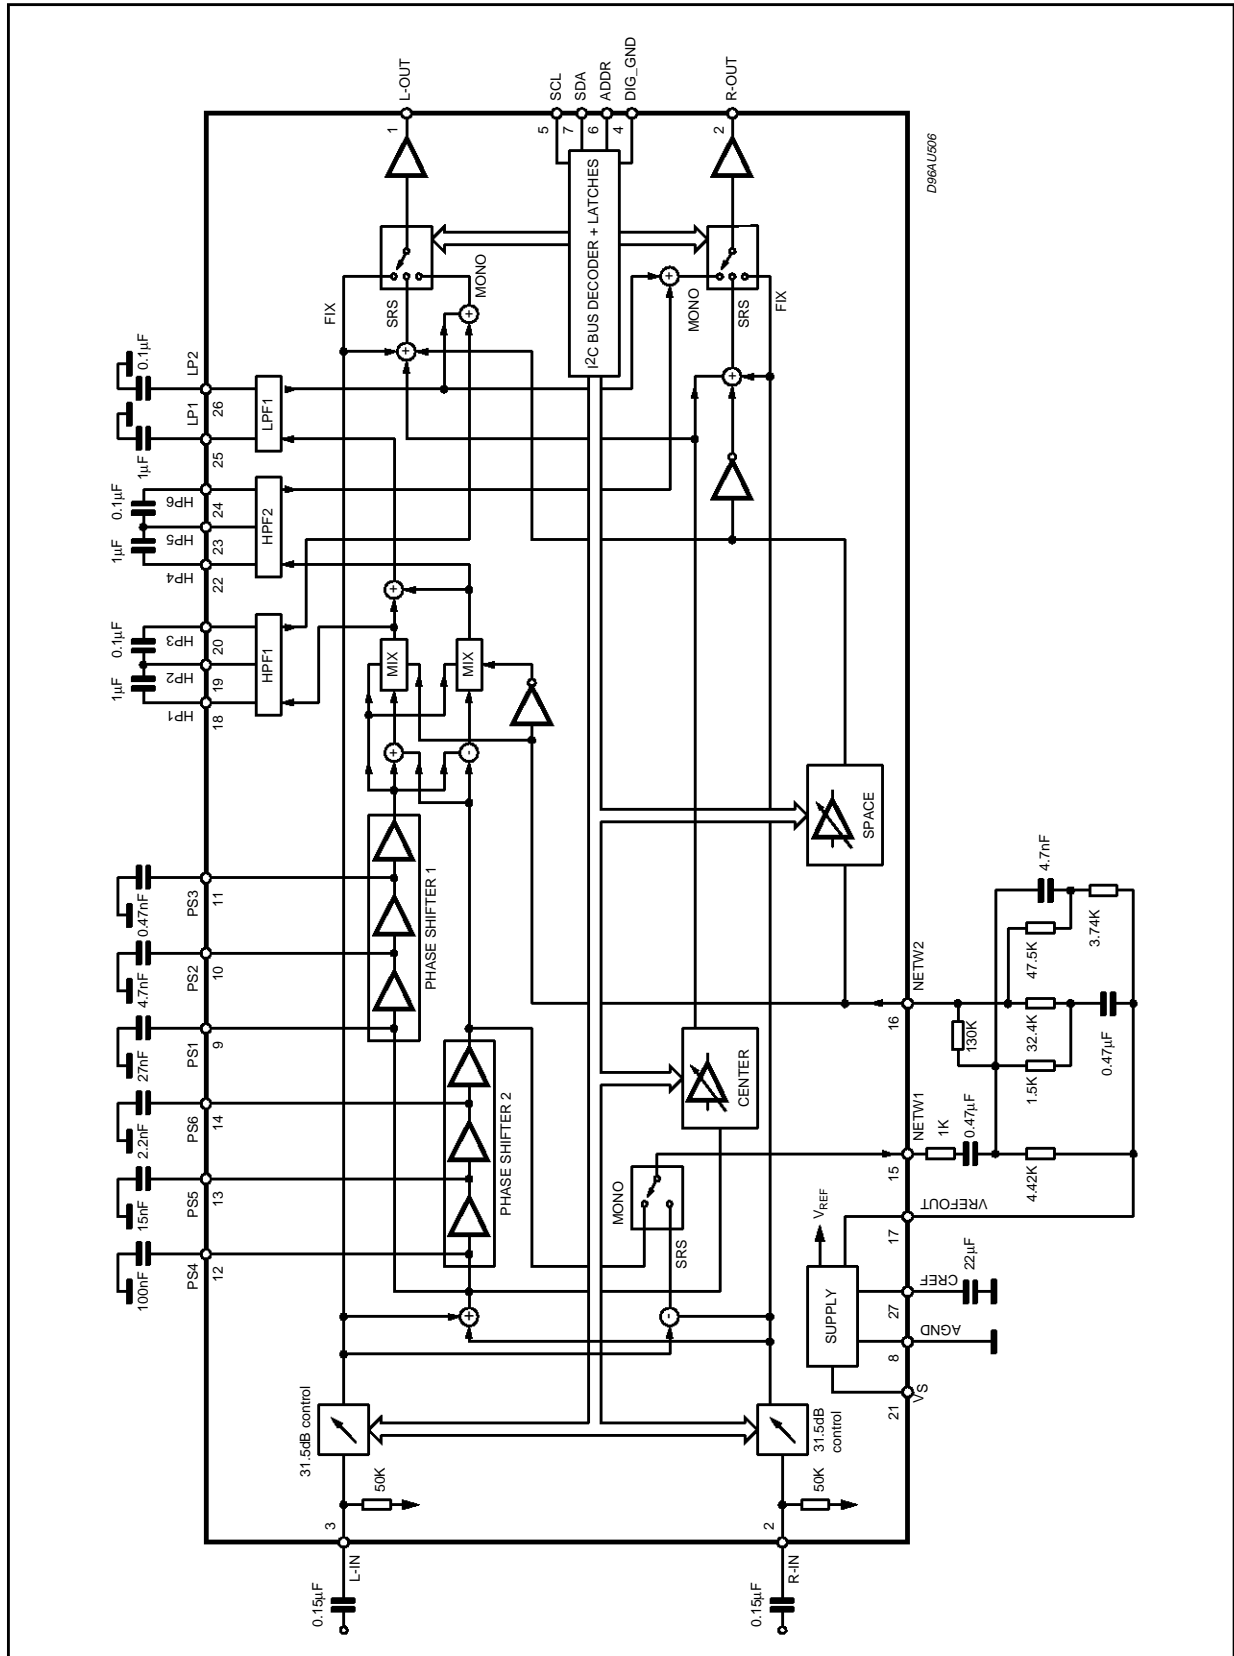 0.15µF
L-IN
3
50K
31.5dB control
0.15µF
R-IN
2
50K
31.5dB
control
100nF
PS4
12
15nF
PS5
13
2.2nF
PS6
14
27nF
PS1
9
4.7nF
PS2
10
0.47nF
PS3
11
PHASE SHIFTER 2
PHASE SHIFTER 1
+
-
MONO
SRS
CENTER
SPACE
+
-
MIX
MIX
+
1µF
0.1µF
HP1
HP2
HP3
18
19
20
HPF1
1µF
0.1µF
HP4
HP5
HP6
22
23
24
HPF2
1µF
0.1µF
LP1
LP2
25
26
LPF1
FIX
SRS
MONO
+
+
L-OUT
1
SCL
5
SDA
7
ADDR
6
DIG_GND
4
I²C BUS DECODER + LATCHES
R-OUT
2
MONO
SRS
FIX
+
+
SUPPLY
VREF
21
VS
8
AGND
27
CREF
22µF
17
VREFOUT
15
NETW1
1K
0.47µF
4.42K
1.5K
32.4K
0.47µF
130K
16
NETW2
47.5K
4.7nF
3.74K
D96AU506